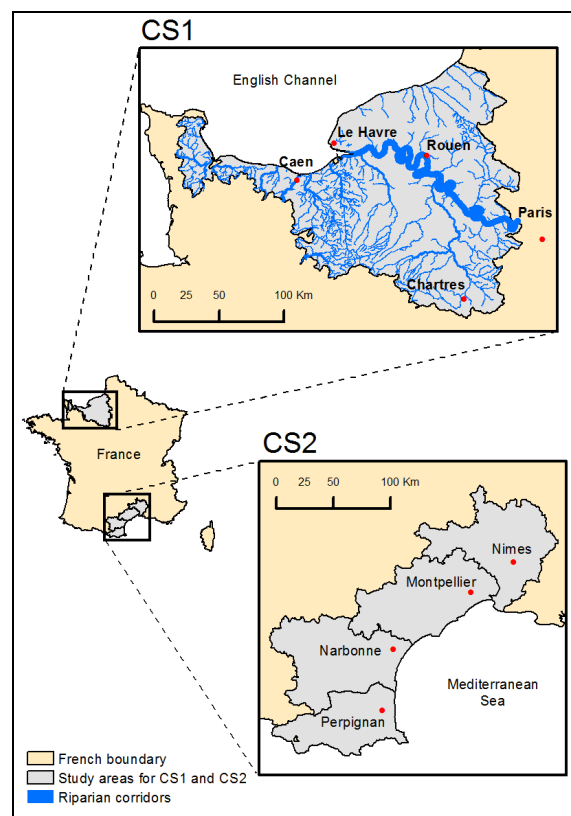 CS1
English Channel
Le Havre
Rouen
Caen
Paris
Chartres
0 25 50 100 Km
France
CS2
0 25 50 100 Km
Nimes
Montpellier
Narbonne
Mediterranean
Sea
Perpignan
French boundary
Study areas for CS1 and CS2
Riparian corridors